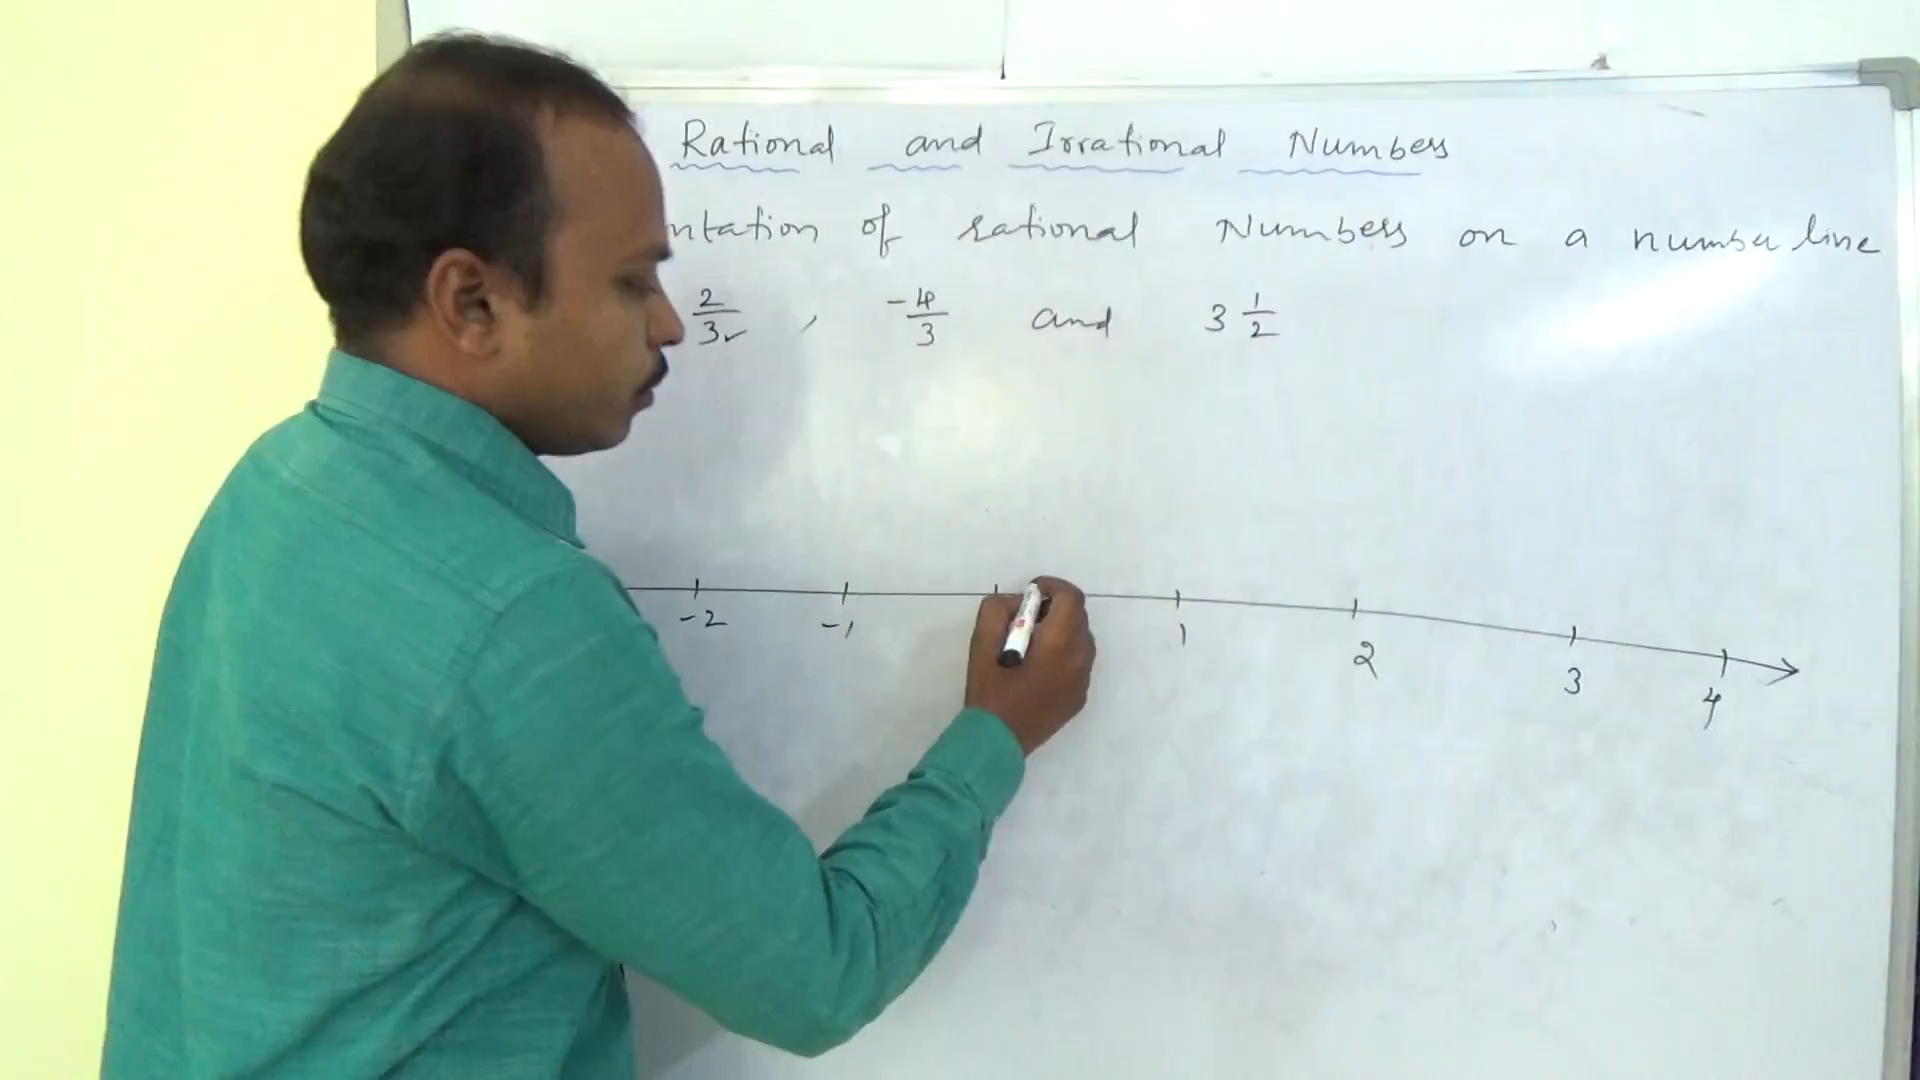 Rational and Irrational Numbers
ntation of rational Numbers on a number line
2/3 , -4/3 and 3 1/2
-2 -1 1 2 3 4